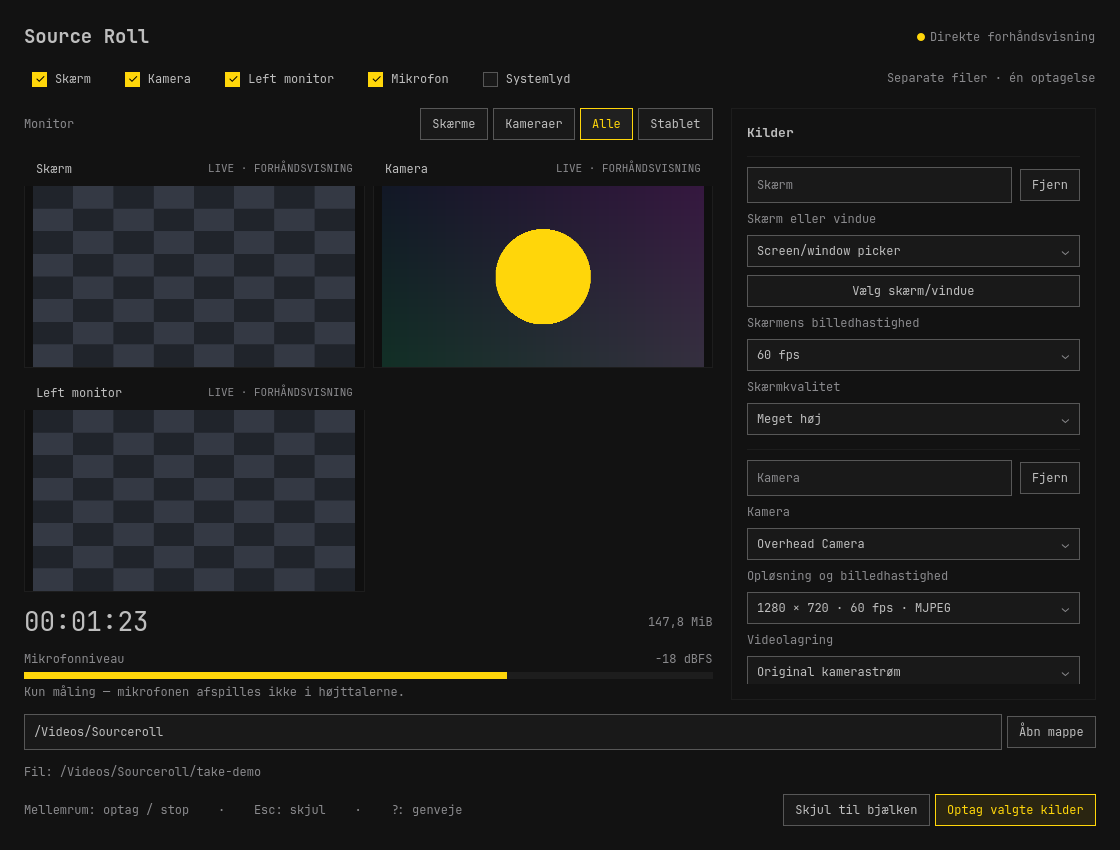 Source Roll
Direkte forhåndsvisning
Skærm
Kamera
Left monitor
Mikrofon
Systemlyd
Separate filer · én optagelse
Monitor
Skærme
Kameraer
Alle
Stablet
Skærm
LIVE · FORHÅNDSVISNING
Kamera
LIVE · FORHÅNDSVISNING
Left monitor
LIVE · FORHÅNDSVISNING
00:01:23
147,8 MiB
Mikrofonniveau
-18 dBFS
Kun måling — mikrofonen afspilles ikke i højttalerne.
Kilder
Skærm
Fjern
Skærm eller vindue
Screen/window picker
Vælg skærm/vindue
Skærmens billedhastighed
60 fps
Skærmkvalitet
Meget høj
Kamera
Fjern
Kamera
Overhead Camera
Opløsning og billedhastighed
1280 × 720 · 60 fps · MJPEG
Videolagring
Original kamerastrøm
/Videos/Sourceroll
Åbn mappe
Fil: /Videos/Sourceroll/take-demo
Mellemrum: optag / stop · Esc: skjul · ?: genveje
Skjul til bjælken
Optag valgte kilder